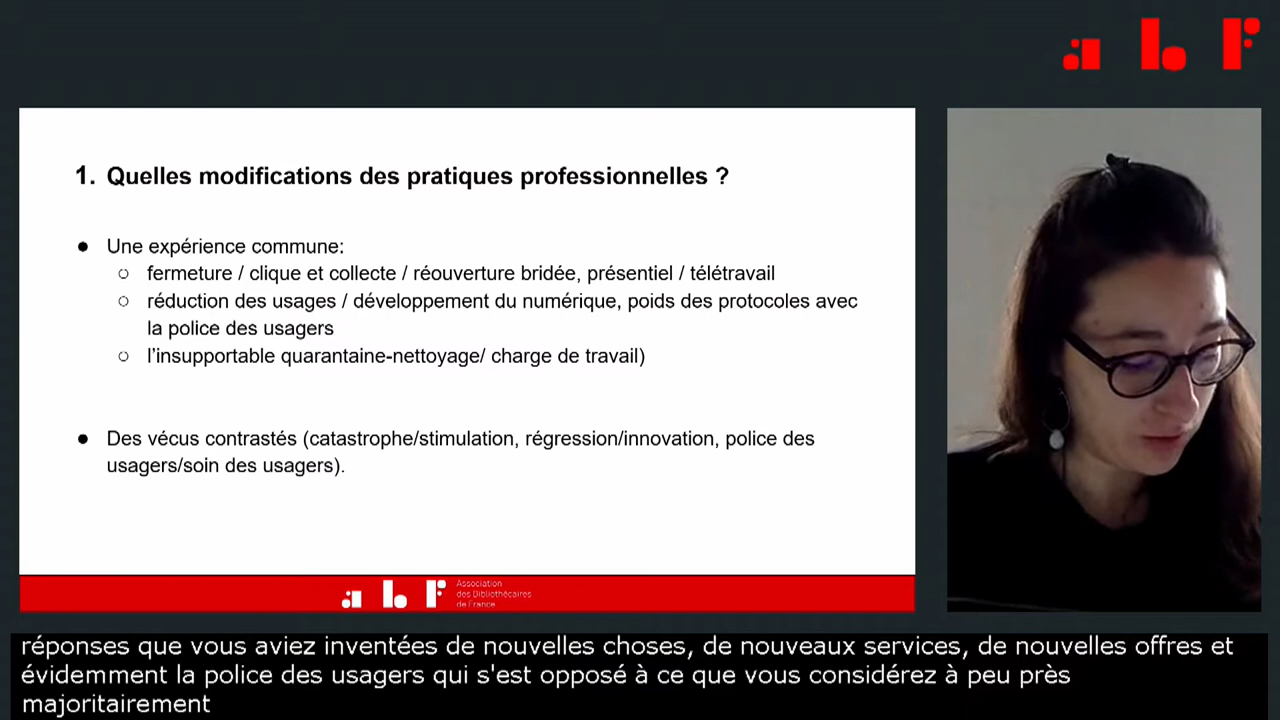 abf
1. Quelles modifications des pratiques professionnelles ?
● Une expérience commune:
○ fermeture / clique et collecte / réouverture bridée, présentiel / télétravail
○ réduction des usages / développement du numérique, poids des protocoles avec
la police des usagers
○ l'insupportable quarantaine-nettoyage/ charge de travail)
● Des vécus contrastés (catastrophe/stimulation, régression/innovation, police des
usagers/soin des usagers).
abf
Association
des Bibliothécaires
de France
réponses que vous aviez inventées de nouvelles choses, de nouveaux services, de nouvelles offres et
évidemment la police des usagers qui s'est opposé à ce que vous considérez à peu près
majoritairement